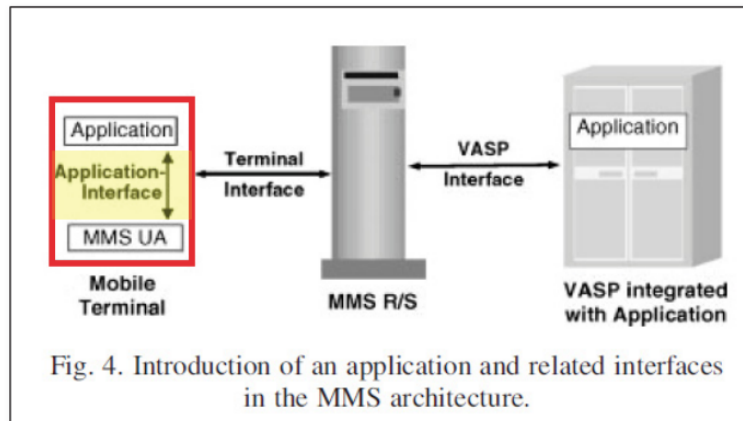 Application
Application-
Interface
MMS UA
Mobile
Terminal
Terminal
Interface
MMS R/S
VASP
Interface
Application
VASP integrated
with Application
Fig. 4. Introduction of an application and related interfaces
in the MMS architecture.